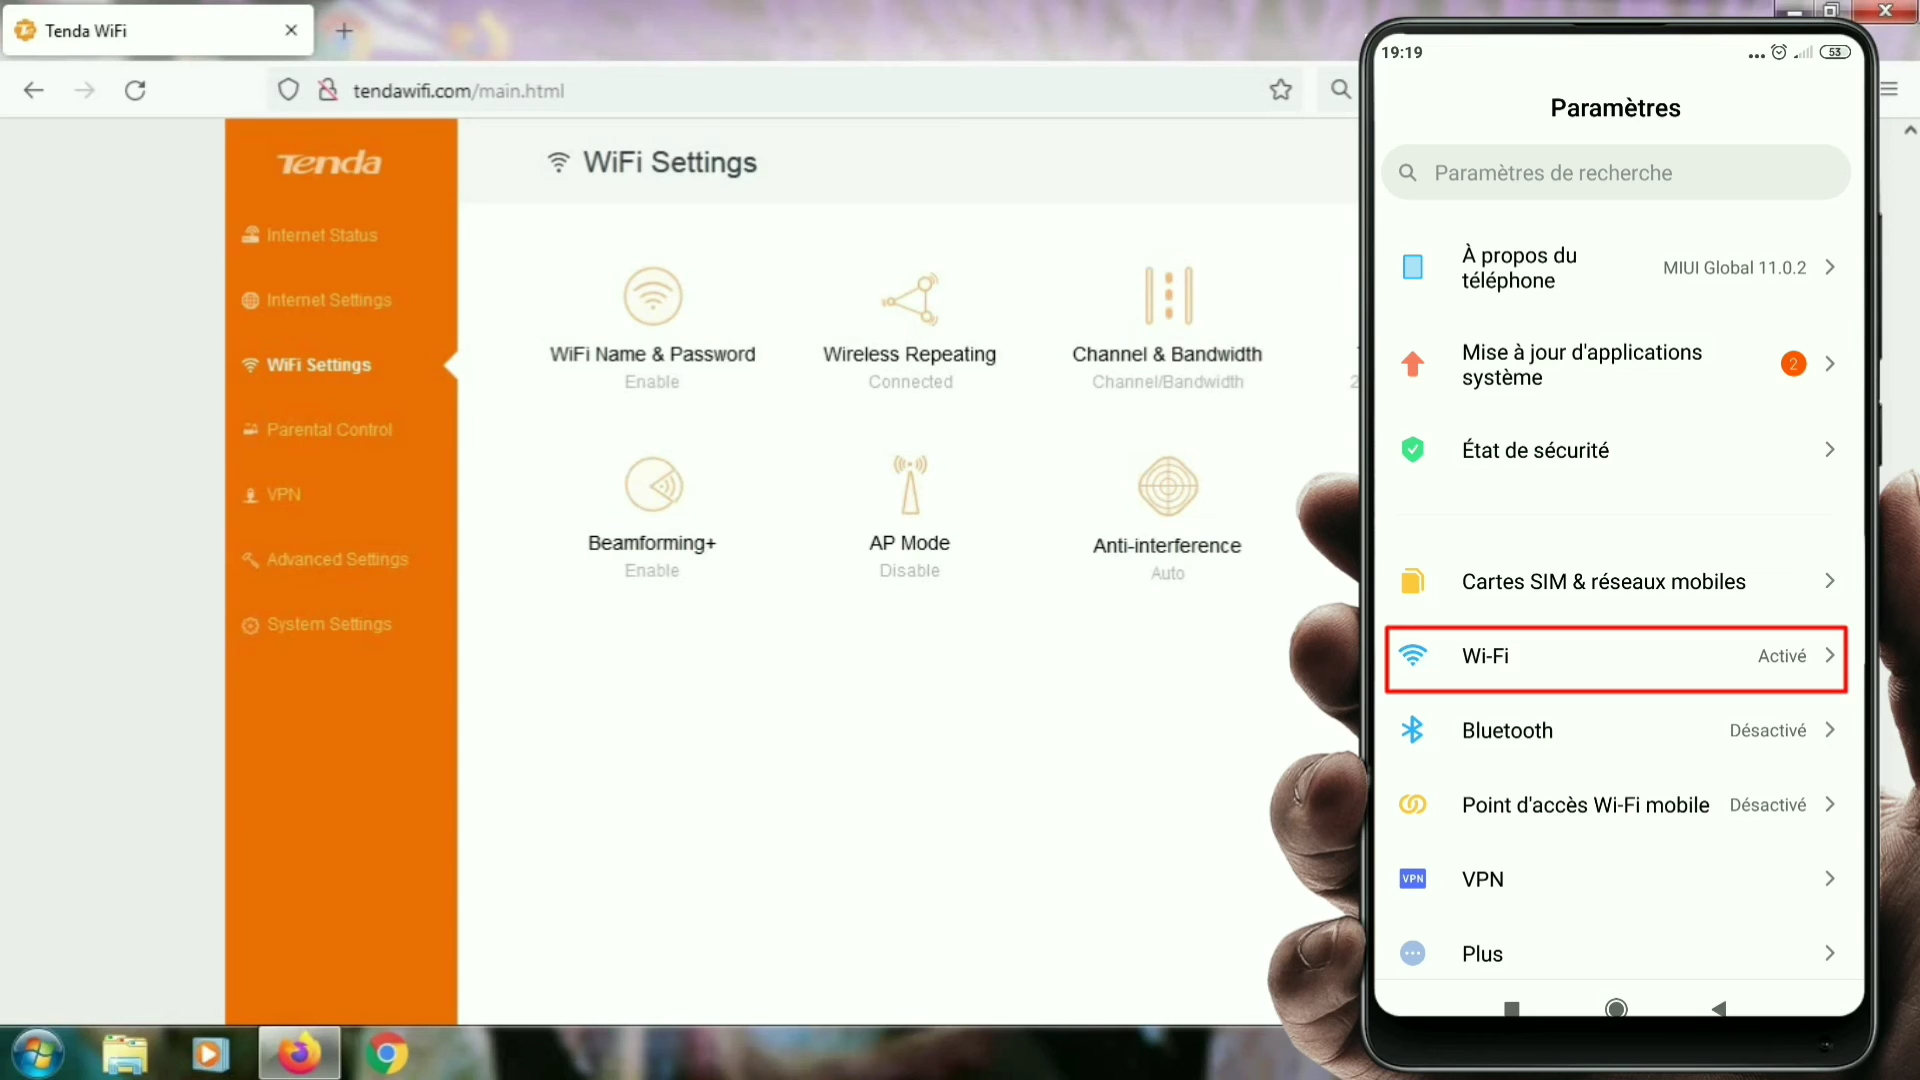 Tenda WiFi
tendawifi.com/main.html
Tenda
Internet Status
Internet Settings
WiFi Settings
Parental Control
VPN
Advanced Settings
System Settings
WiFi Settings
WiFi Name & Password
Enable
Wireless Repeating
Connected
Channel & Bandwidth
Channel/Bandwidth
2
Beamforming+
Enable
AP Mode
Disable
Anti-interference
Auto
19:19
53
Paramètres
Paramètres de recherche
À propos du
téléphone
MIUI Global 11.0.2
Mise à jour d'applications
système
2
État de sécurité
Cartes SIM & réseaux mobiles
Wi-Fi
Activé
Bluetooth
Désactivé
Point d'accès Wi-Fi mobile
Désactivé
VPN
VPN
Plus